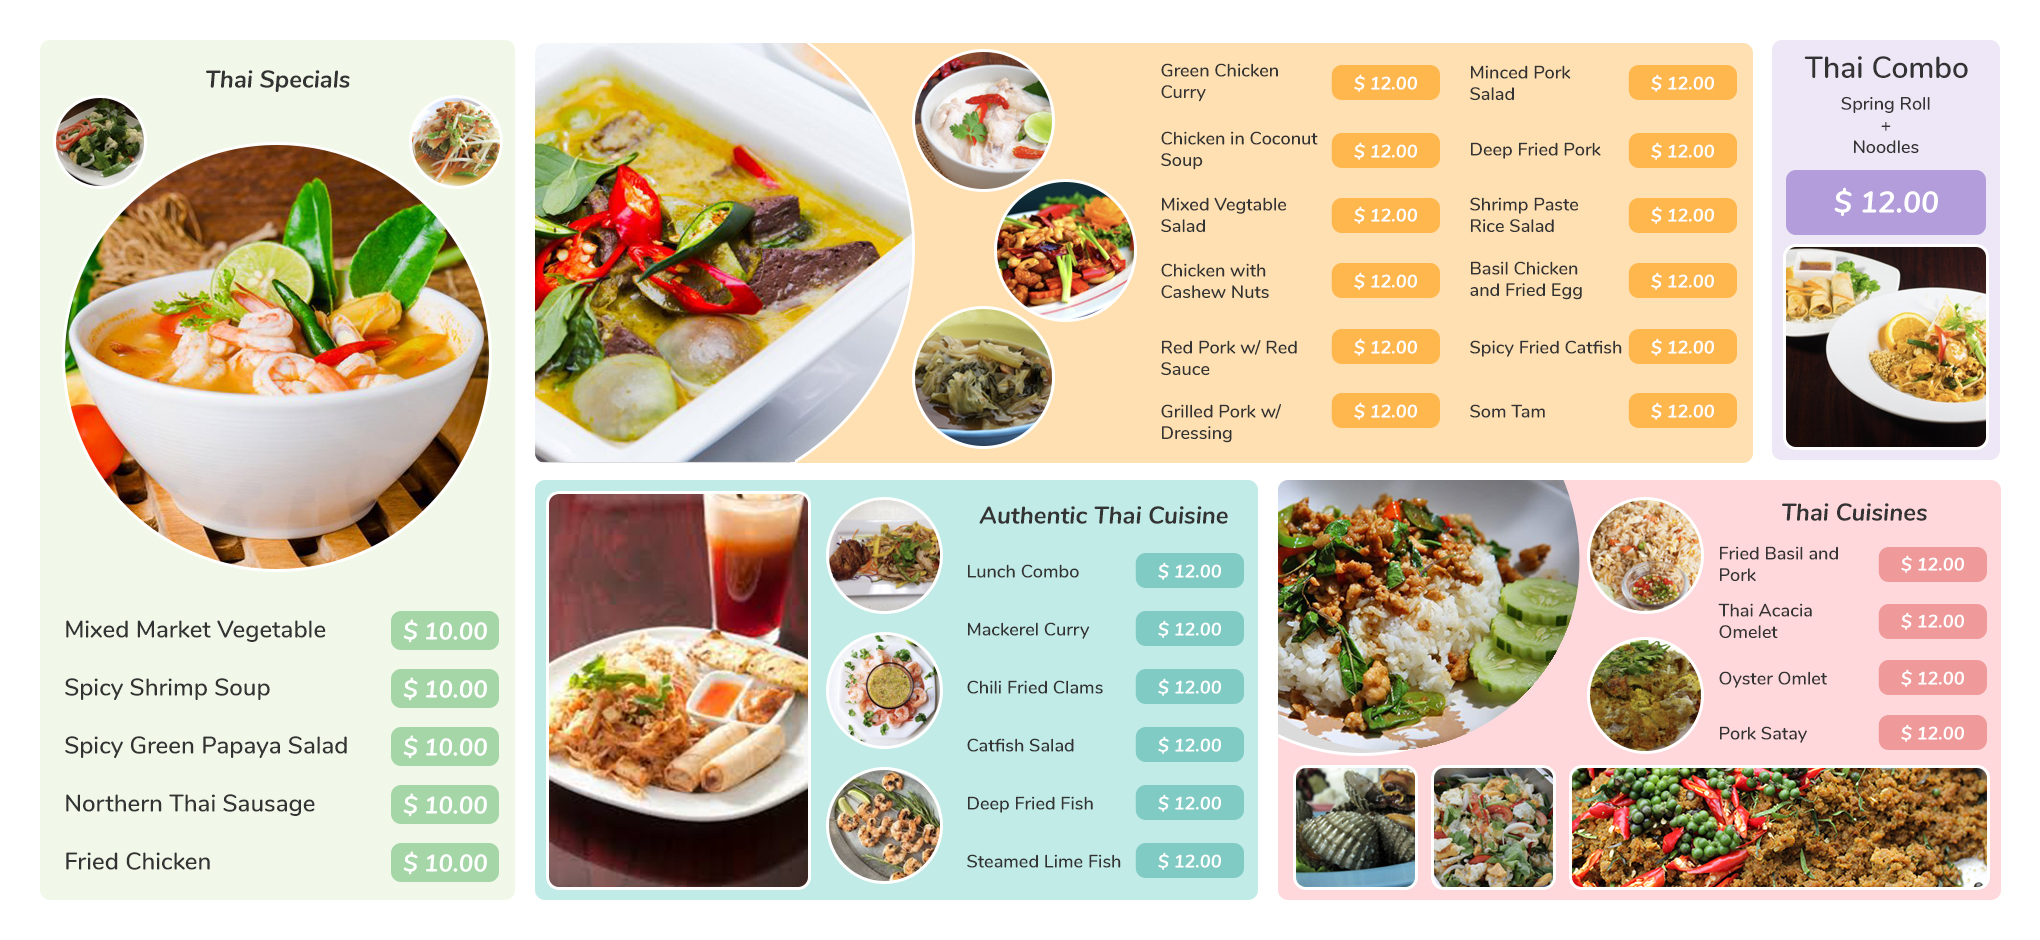 Thai Specials
Mixed Market Vegetable $ 10.00
Spicy Shrimp Soup $ 10.00
Spicy Green Papaya Salad $ 10.00
Northern Thai Sausage $ 10.00
Fried Chicken $ 10.00
Green Chicken
Curry
$ 12.00
Chicken in Coconut
Soup
$ 12.00
Mixed Vegtable
Salad
$ 12.00
Chicken with
Cashew Nuts
$ 12.00
Red Pork w/ Red
Sauce
$ 12.00
Grilled Pork w/
Dressing
$ 12.00
Minced Pork
Salad
$ 12.00
Deep Fried Pork $ 12.00
Shrimp Paste
Rice Salad
$ 12.00
Basil Chicken
and Fried Egg
$ 12.00
Spicy Fried Catfish $ 12.00
Som Tam $ 12.00
Thai Combo
Spring Roll
+
Noodles
$ 12.00
Authentic Thai Cuisine
Lunch Combo $ 12.00
Mackerel Curry $ 12.00
Chili Fried Clams $ 12.00
Catfish Salad $ 12.00
Deep Fried Fish $ 12.00
Steamed Lime Fish $ 12.00
Thai Cuisines
Fried Basil and
Pork
$ 12.00
Thai Acacia
Omelet
$ 12.00
Oyster Omlet $ 12.00
Pork Satay $ 12.00